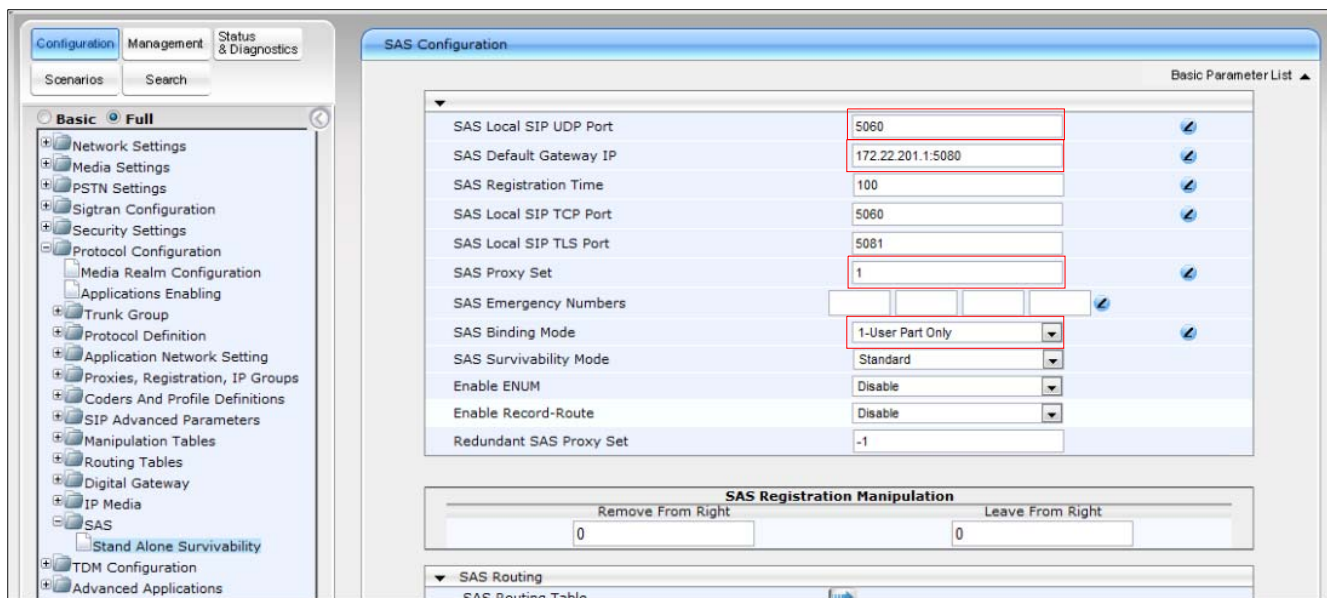 Configuration Management Status & Diagnostics
Scenarios Search
Basic Full
Network Settings
Media Settings
PSTN Settings
Sigtran Configuration
Security Settings
Protocol Configuration
Media Realm Configuration
Applications Enabling
Trunk Group
Protocol Definition
Application Network Setting
Proxies, Registration, IP Groups
Coders And Profile Definitions
SIP Advanced Parameters
Manipulation Tables
Routing Tables
Digital Gateway
IP Media
SAS
Stand Alone Survivability
TDM Configuration
Advanced Applications
SAS Configuration
Basic Parameter List
SAS Local SIP UDP Port 5060
SAS Default Gateway IP 172.22.201.1:5080
SAS Registration Time 100
SAS Local SIP TCP Port 5060
SAS Local SIP TLS Port 5081
SAS Proxy Set 1
SAS Emergency Numbers
SAS Binding Mode 1-User Part Only
SAS Survivability Mode Standard
Enable ENUM Disable
Enable Record-Route Disable
Redundant SAS Proxy Set -1
SAS Registration Manipulation
Remove From Right Leave From Right
0 0
SAS Routing
SAS Routing Table